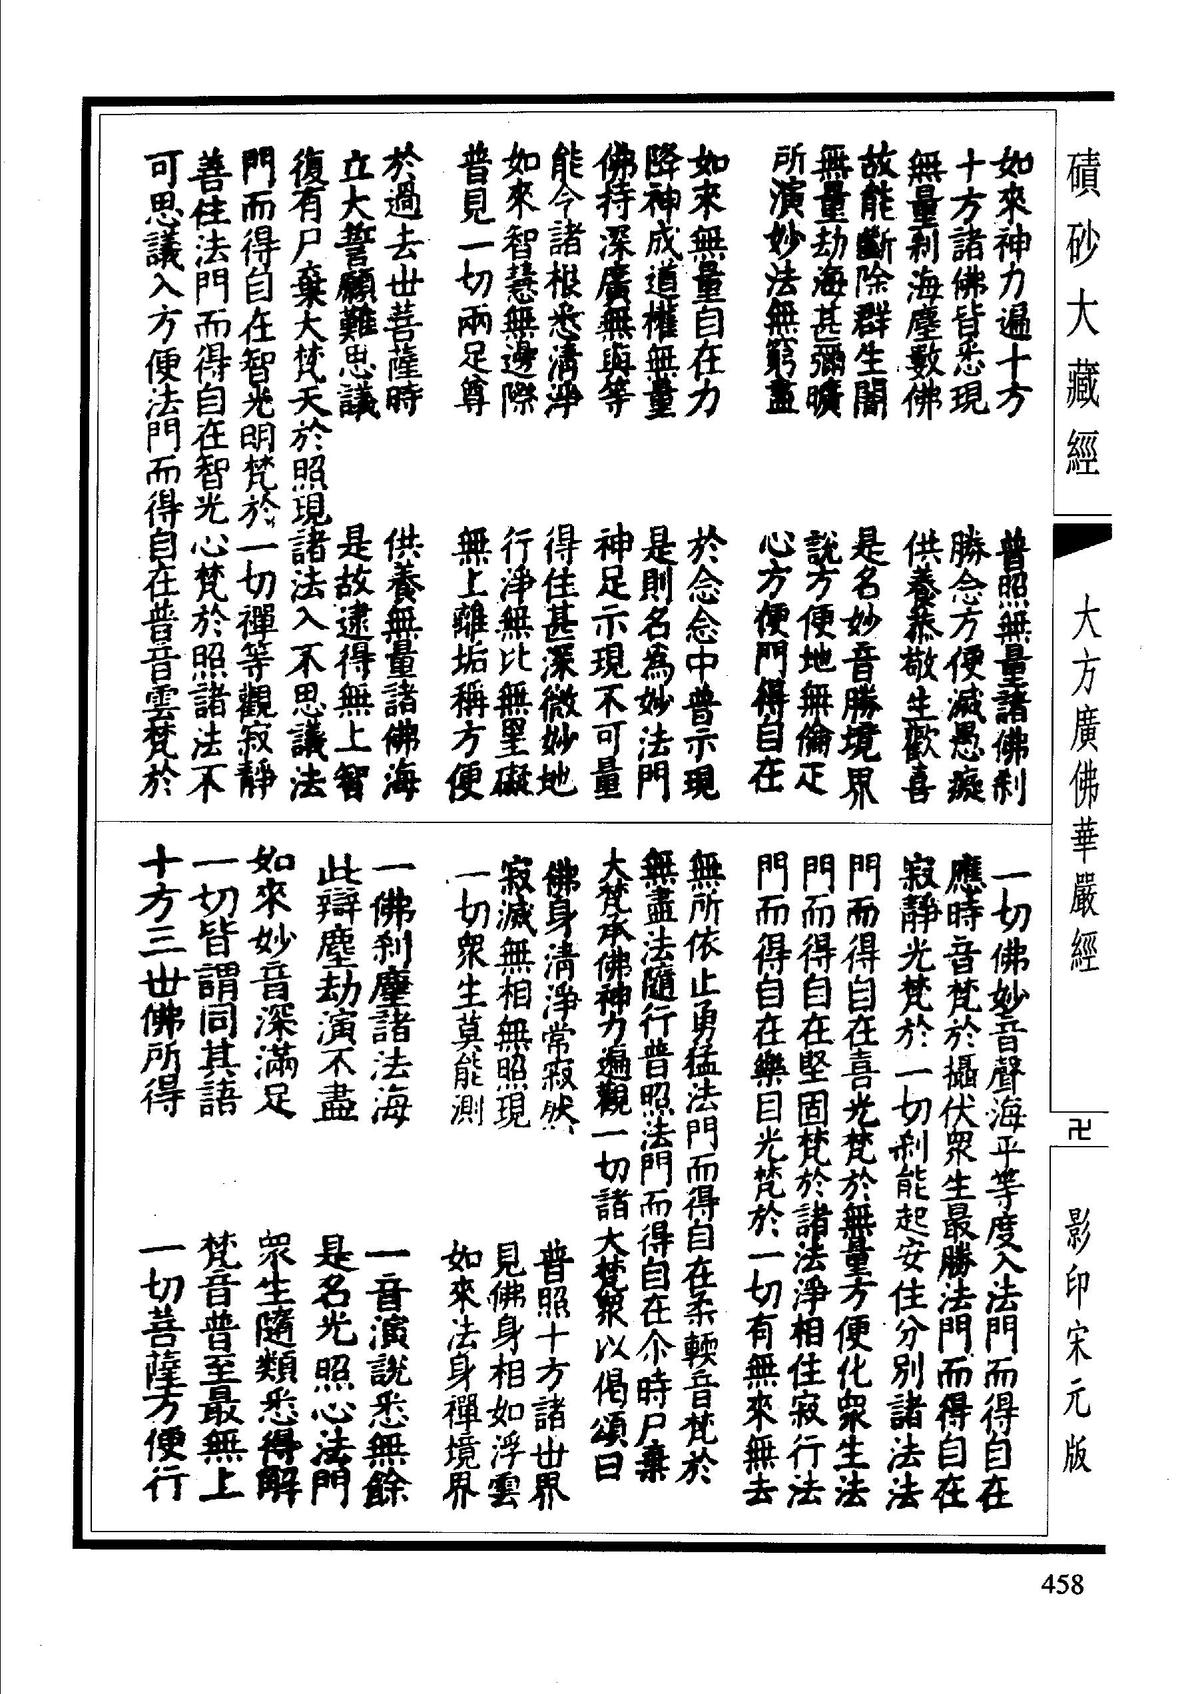 磧砂大藏經
大方廣佛華嚴經
卍
影印宋元版
如來神力遍十方　普照無量諸佛刹
十方諸佛皆悉現　勝念方便滅愚癡
無量刹海塵數佛　供養恭敬生歡喜
故能斷除群生闇　是名妙音勝境界
無量劫海甚彌曠　說方便地無倫疋
所演妙法無窮盡　心方便門得自在
如來無量自在力　於念念中普示現
降神成道權無量　是則名為妙法門
佛持深廣無與等　神足示現不可量
能令諸根悉清淨　得住甚深微妙地
如來智慧無邊際　行淨無比無罣礙
普見一切兩足尊　無上離垢稱方便
於過去世菩薩時　供養無量諸佛海
立大誓願難思議　是故逮得無上智
復有尸棄大梵天於照現諸法入不思議法
門而得自在智光明梵於一切禪等觀寂靜
善住法門而得自在智光心梵於照諸法不
可思議入方便法門而得自在普音雲梵於
一切佛妙音聲海平等度入法門而得自在
應時音梵於攝伏衆生最勝法門而得自在
寂靜光梵於一切刹能起安住分別諸法法
門而得自在喜光梵於無量方便化衆生法
門而得自在堅固梵於諸法淨相住寂行法
門而得自在樂目光梵於一切有無來無去
無所依止勇猛法門而得自在柔輭音梵於
無盡法隨行普照法門而得自在尒時尸棄
大梵承佛神力遍觀一切諸大梵衆以偈頌曰
佛身清淨常寂然　普照十方諸世界
寂滅無相無照現　見佛身相如浮雲
一切衆生莫能測　如來法身禪境界
一佛刹塵諸法海　一音演說悉無餘
此辯塵劫演不盡　是名光照心法門
如來妙音深滿足　衆生隨類悉得解
一切皆謂同其語　梵音普至最無上
十方三世佛所得　一切菩薩方便行
458